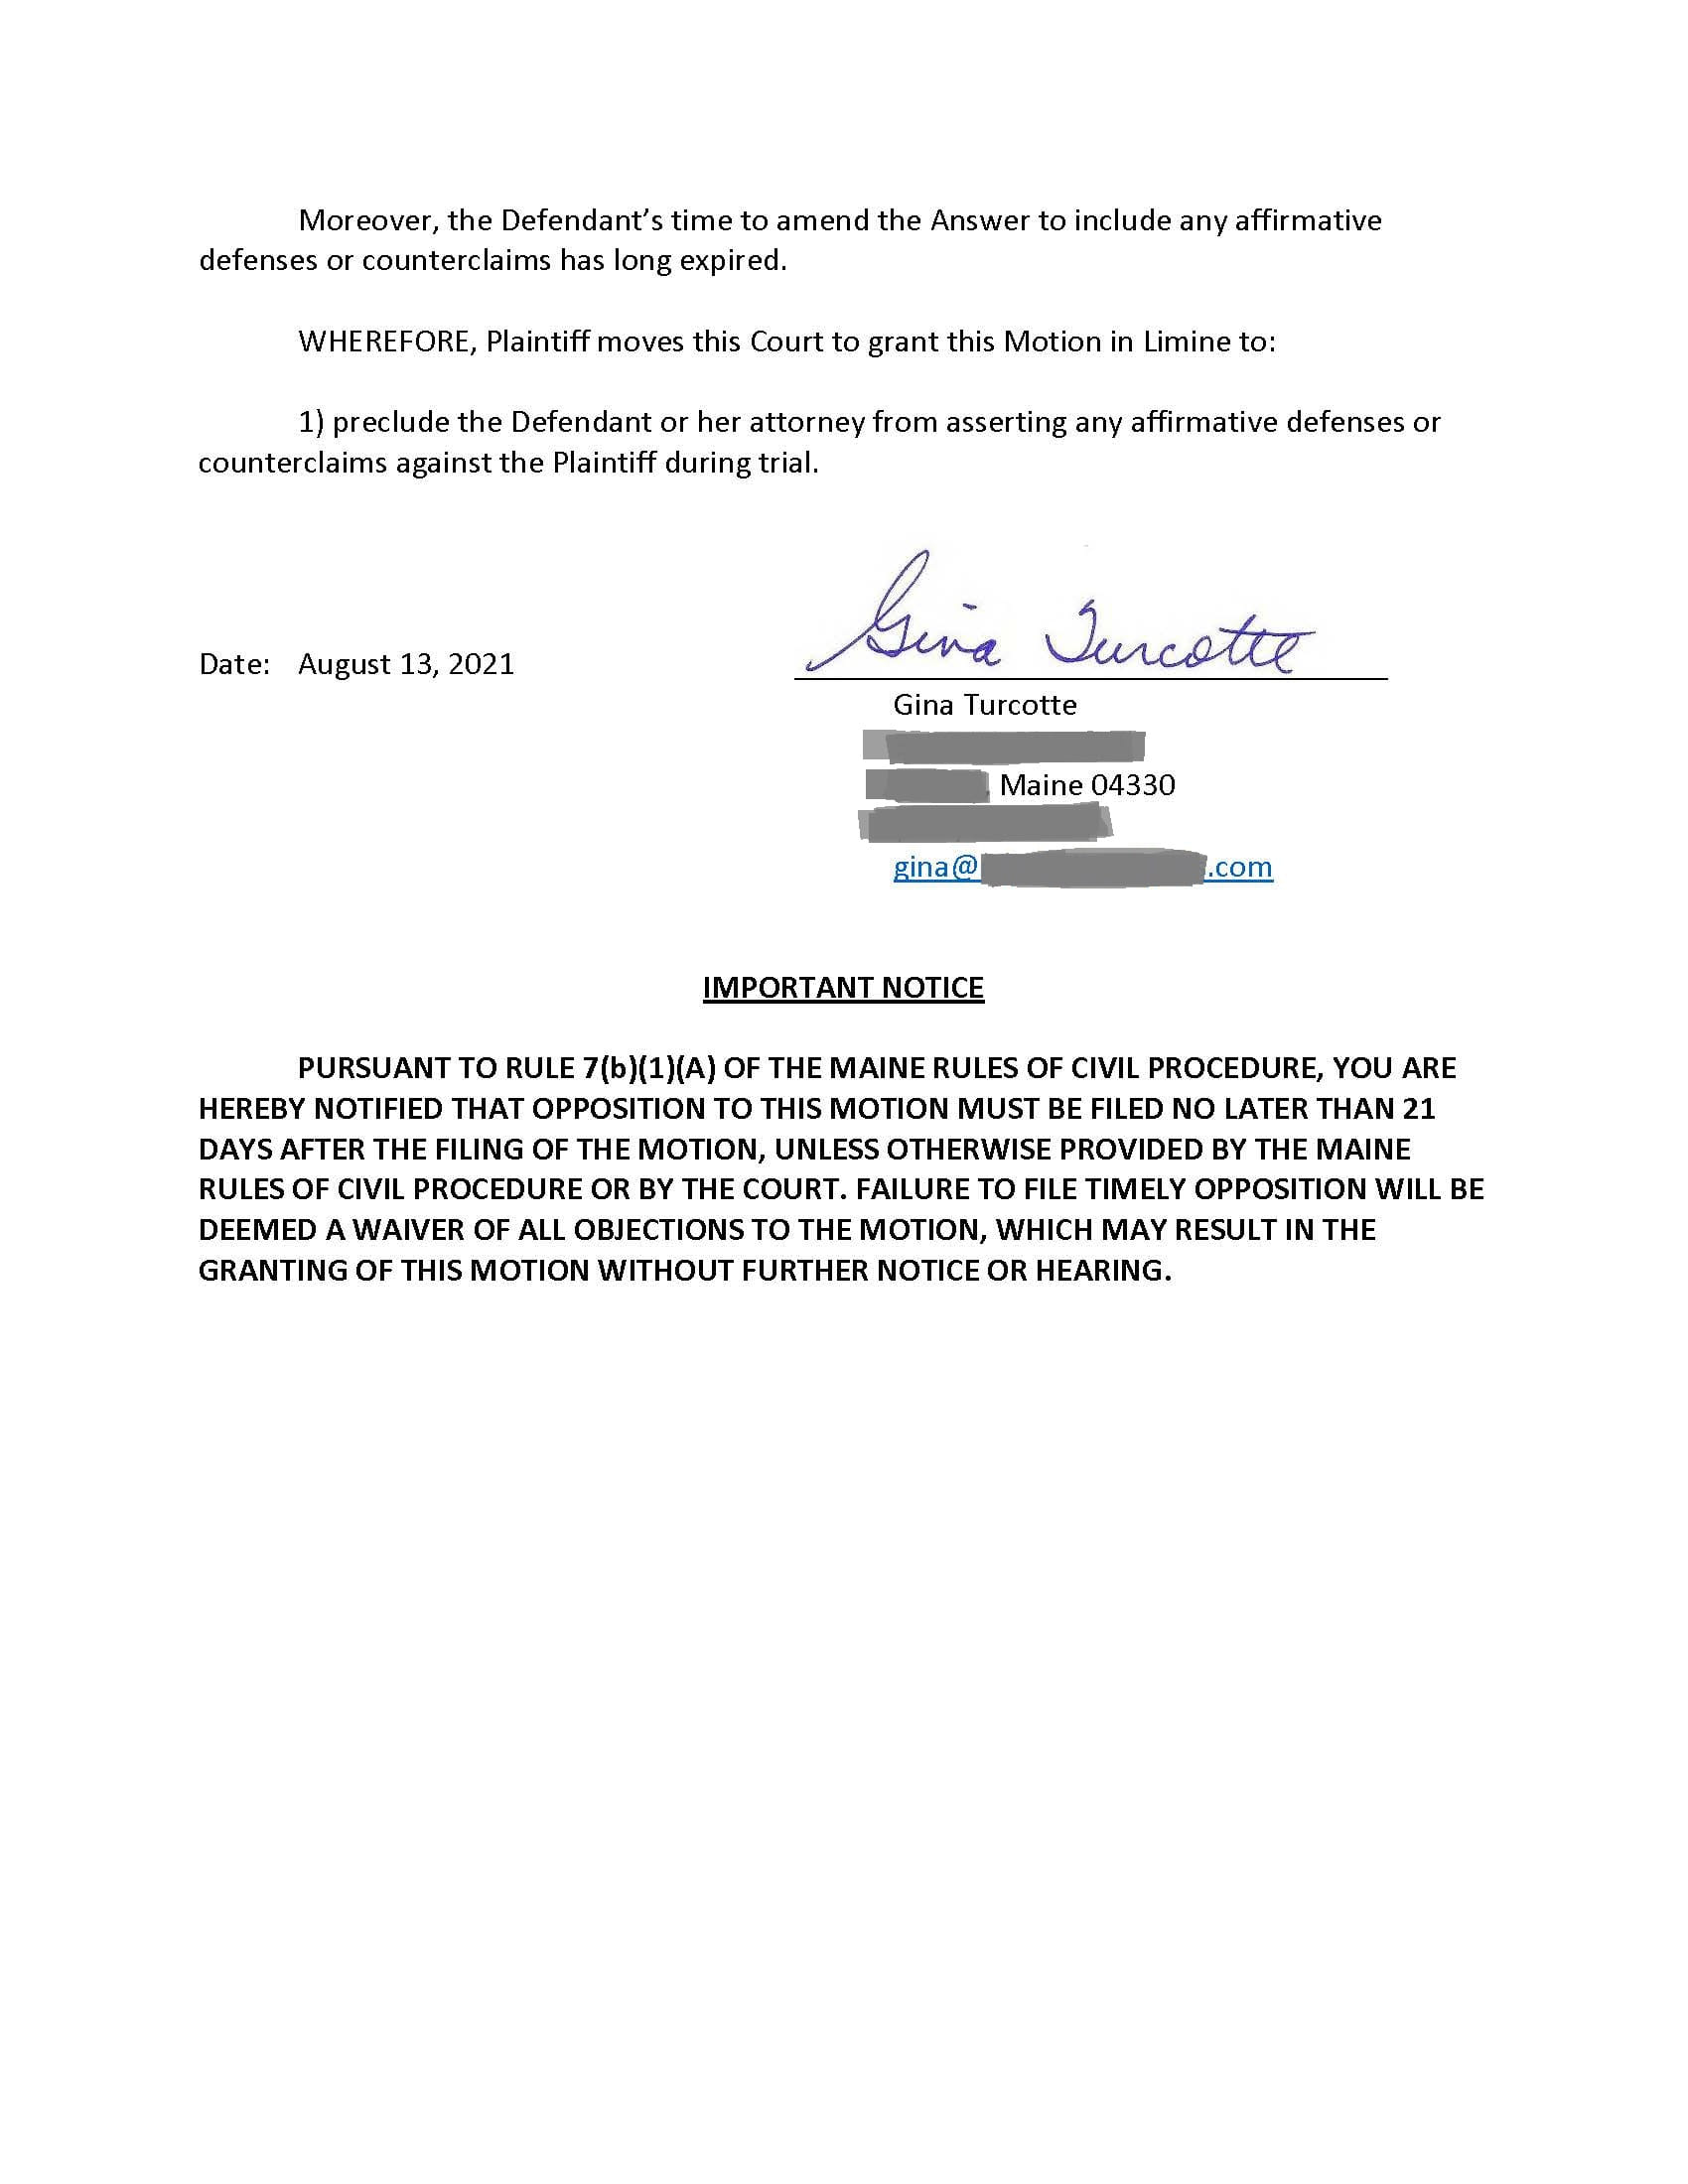 Moreover, the Defendant’s time to amend the Answer to include any affirmative
defenses or counterclaims has long expired.
WHEREFORE, Plaintiff moves this Court to grant this Motion in Limine to:
1) preclude the Defendant or her attorney from asserting any affirmative defenses or
counterclaims against the Plaintiff during trial.
Gina Turcotte
Date: August 13, 2021
Gina Turcotte
Maine 04330
gina@ .com
IMPORTANT NOTICE
PURSUANT TO RULE 7(b)(1)(A) OF THE MAINE RULES OF CIVIL PROCEDURE, YOU ARE
HEREBY NOTIFIED THAT OPPOSITION TO THIS MOTION MUST BE FILED NO LATER THAN 21
DAYS AFTER THE FILING OF THE MOTION, UNLESS OTHERWISE PROVIDED BY THE MAINE
RULES OF CIVIL PROCEDURE OR BY THE COURT. FAILURE TO FILE TIMELY OPPOSITION WILL BE
DEEMED A WAIVER OF ALL OBJECTIONS TO THE MOTION, WHICH MAY RESULT IN THE
GRANTING OF THIS MOTION WITHOUT FURTHER NOTICE OR HEARING.